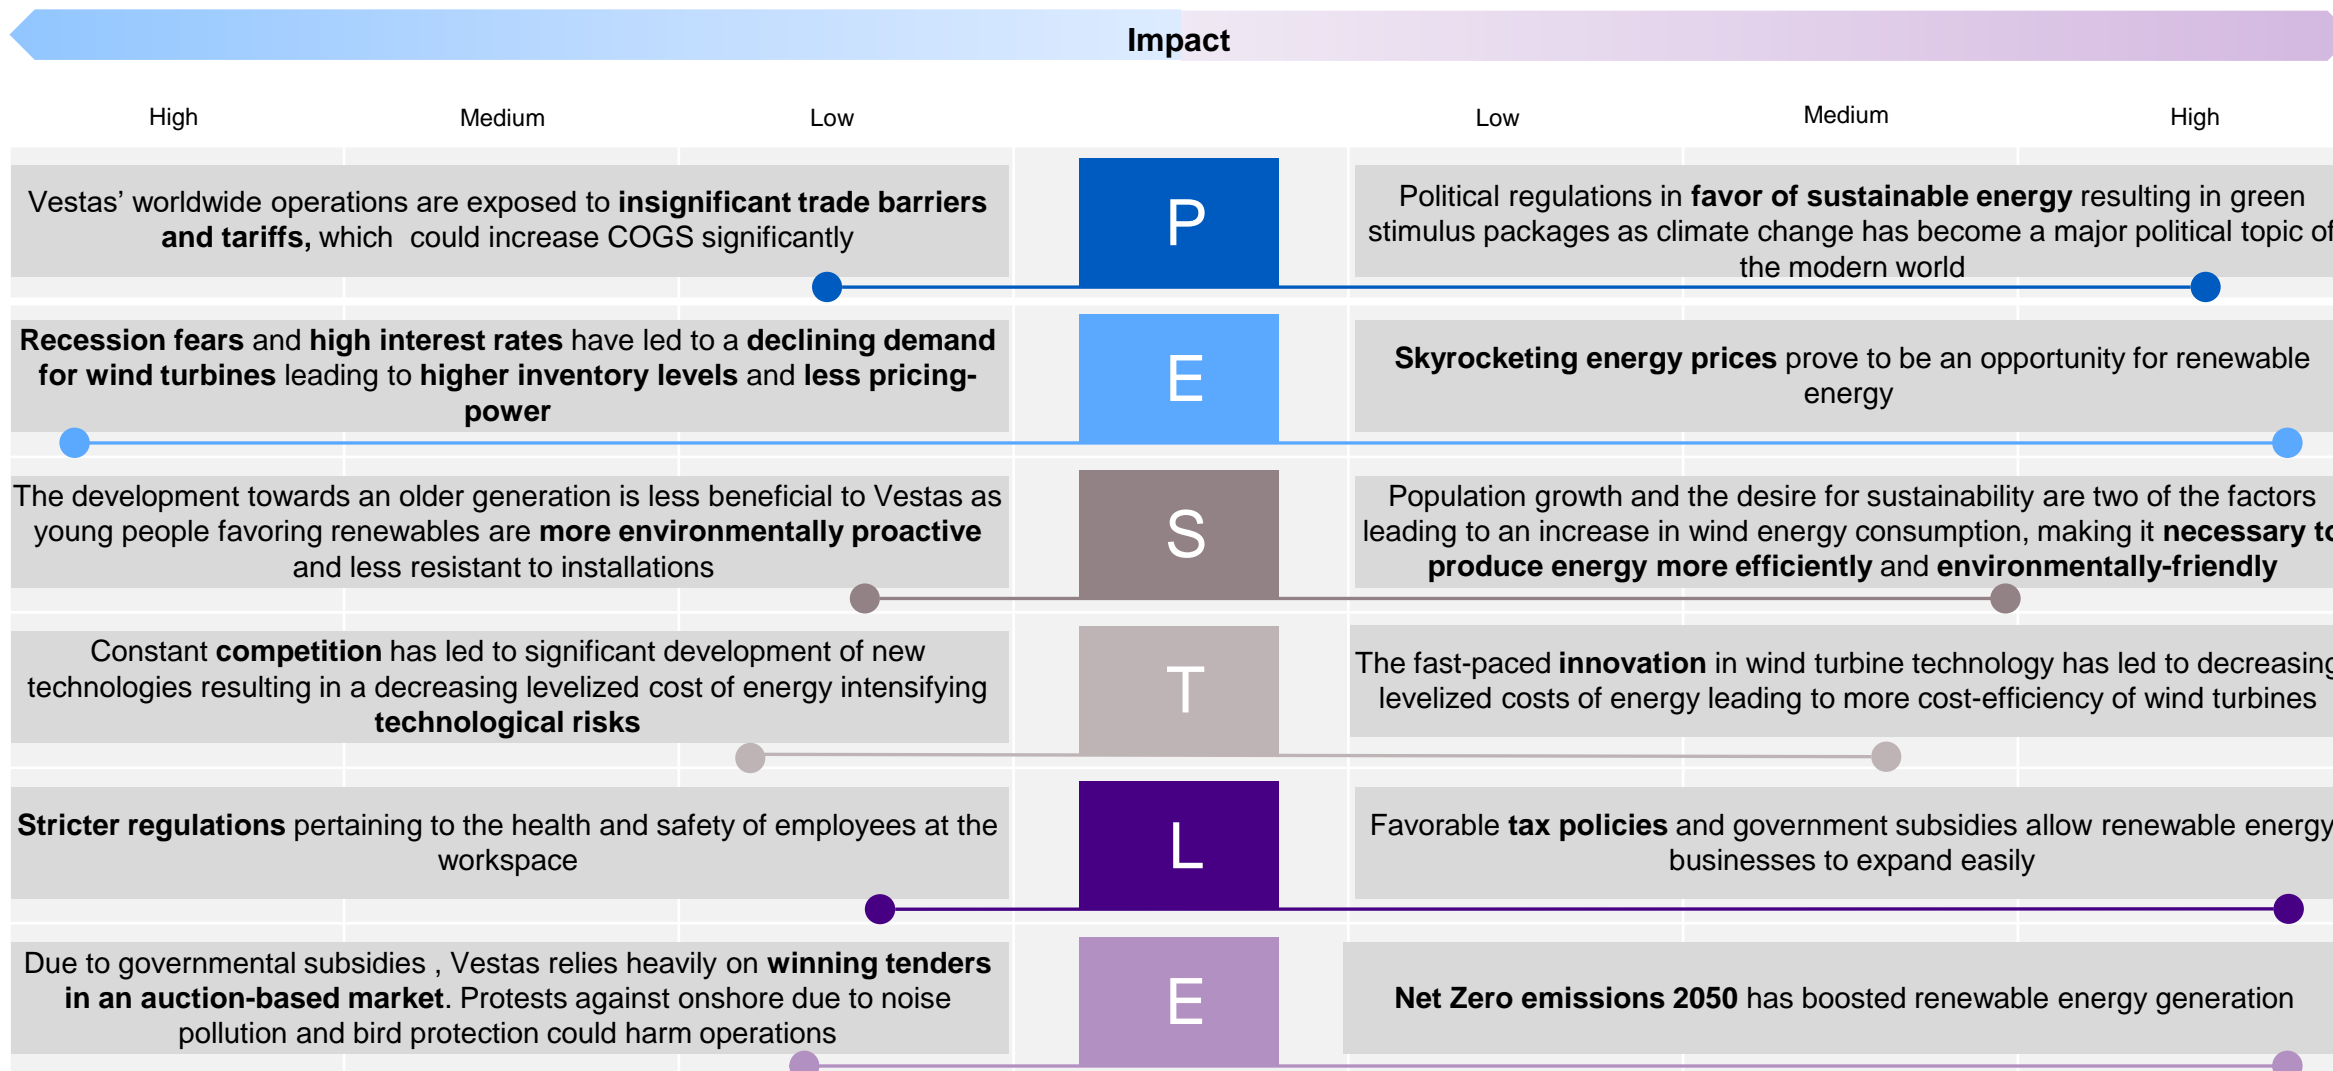 Impact
High Medium Low Low Medium High
Vestas’ worldwide operations are exposed to insignificant trade barriers
and tariffs, which  could increase COGS significantly
P
Political regulations in favor of sustainable energy resulting in green
stimulus packages as climate change has become a major political topic of
the modern world
Recession fears and high interest rates have led to a declining demand
for wind turbines leading to higher inventory levels and less pricing-
power
E
Skyrocketing energy prices prove to be an opportunity for renewable
energy
The development towards an older generation is less beneficial to Vestas as
young people favoring renewables are more environmentally proactive
and less resistant to installations
S
Population growth and the desire for sustainability are two of the factors
leading to an increase in wind energy consumption, making it necessary to
produce energy more efficiently and environmentally-friendly
Constant competition has led to significant development of new
technologies resulting in a decreasing levelized cost of energy intensifying
technological risks
T
The fast-paced innovation in wind turbine technology has led to decreasing
levelized costs of energy leading to more cost-efficiency of wind turbines
Stricter regulations pertaining to the health and safety of employees at the
workspace
L
Favorable tax policies and government subsidies allow renewable energy
businesses to expand easily
Due to governmental subsidies , Vestas relies heavily on winning tenders
in an auction-based market. Protests against onshore due to noise
pollution and bird protection could harm operations
E
Net Zero emissions 2050 has boosted renewable energy generation